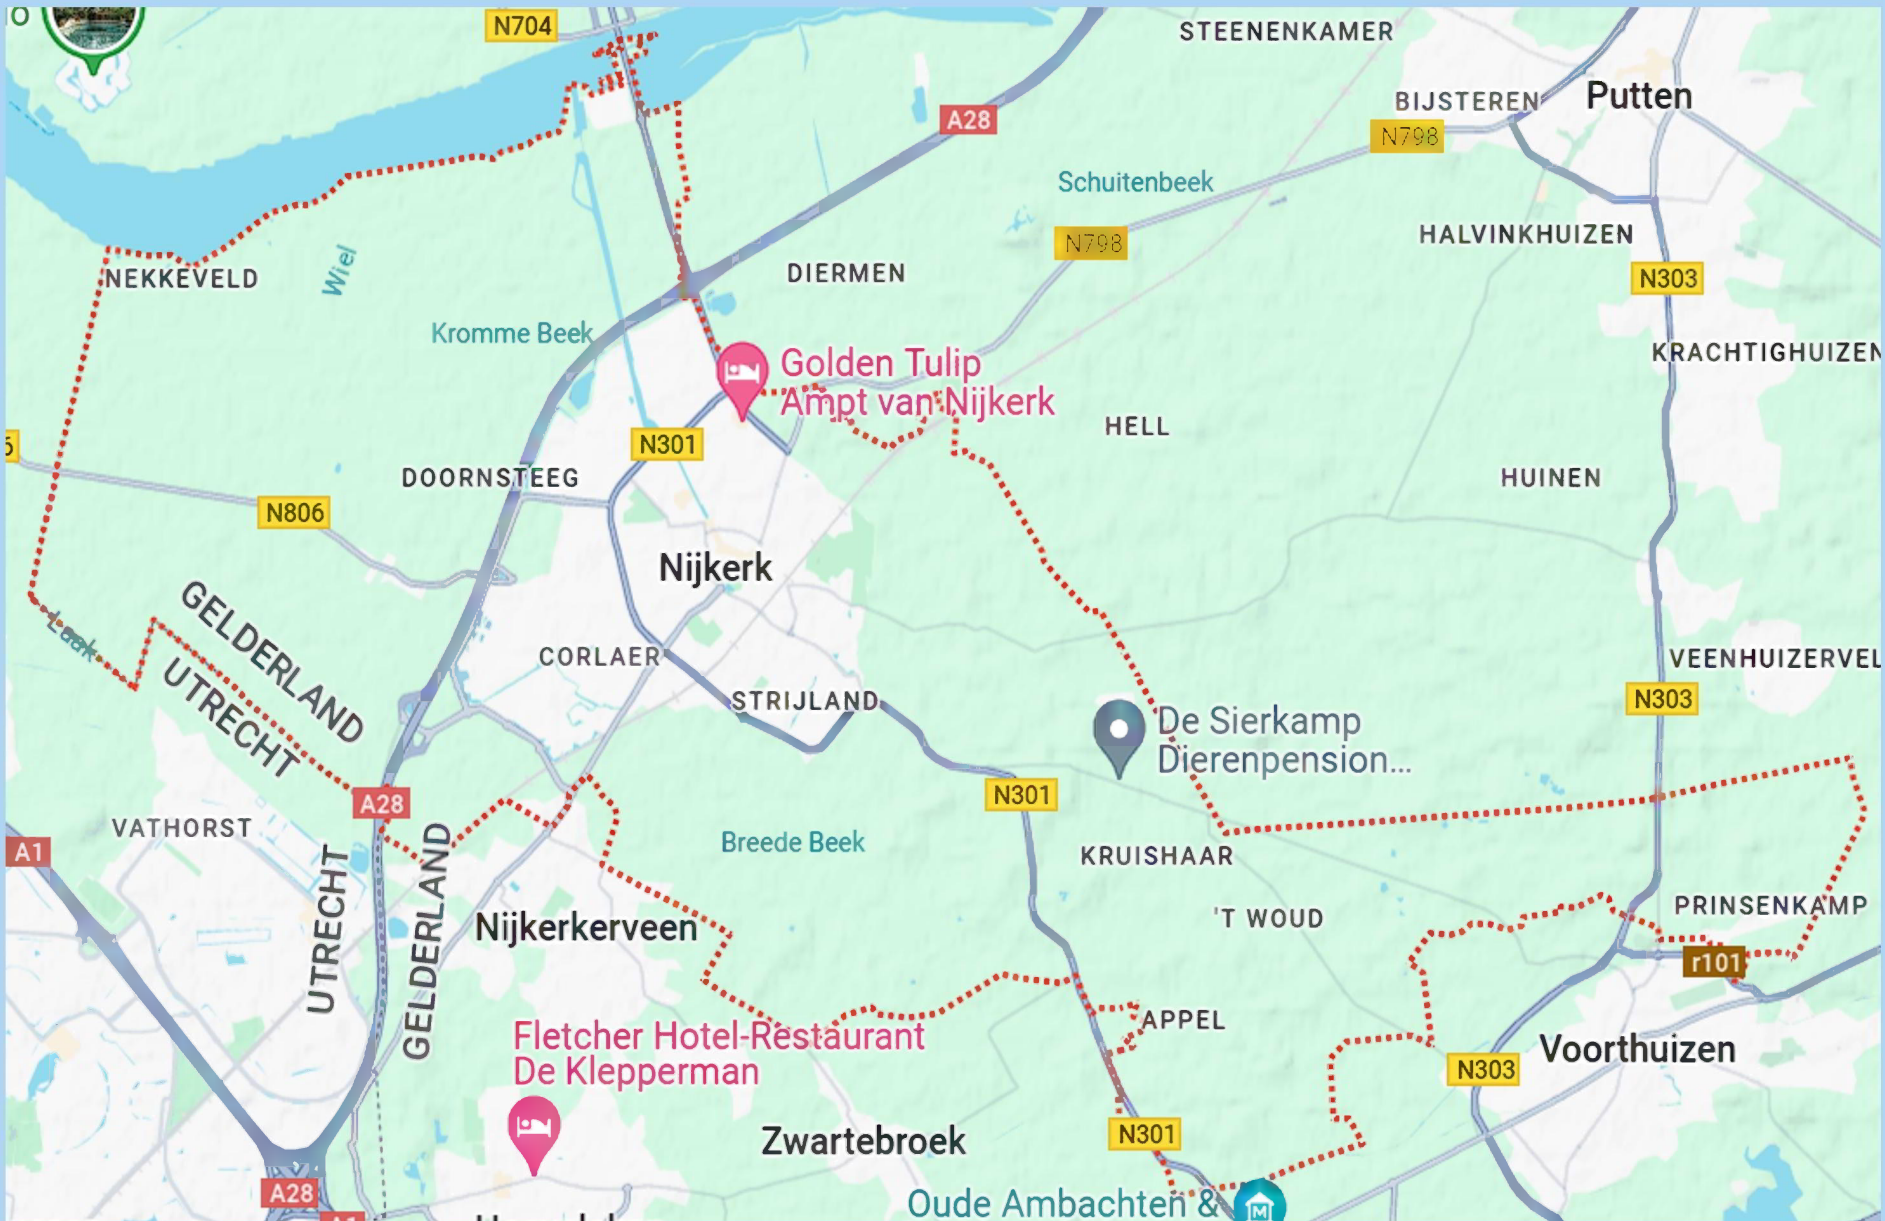 N704
STEENENKAMER
Putten
BIJSTEREN
A28
N798
Schuitenbeek
HALVINKHUIZEN
N798
NEKKEVELD
Wiel
DIERMEN
N303
Kromme Beek
KRACHTIGHUIZEN
Golden Tulip
Ampt van Nijkerk
HELL
N301
DOORNSTEEG
HUINEN
N806
Nijkerk
GELDERLAND
UTRECHT
Laak
CORLAER
VEENHUIZERVEL
STRIJLAND
N303
De Sierkamp
Dierenpension...
N301
A28
VATHORST
A1
Breede Beek
KRUISHAAR
UTRECHT
GELDERLAND
PRINSENKAMP
'T WOUD
Nijkerkerveen
r101
APPEL
Fletcher Hotel-Restaurant
De Klepperman
Voorthuizen
N303
N301
Zwartebroek
A28
Oude Ambachten &